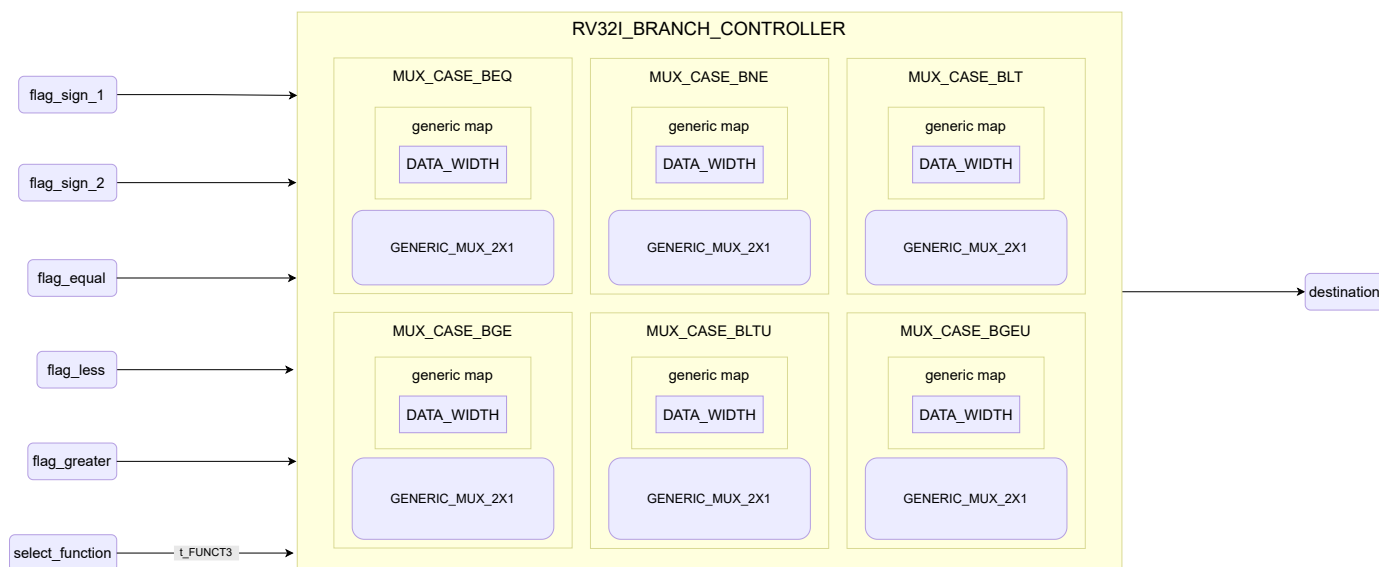 RV32I_BRANCH_CONTROLLER
MUX_CASE_BEQ
MUX_CASE_BNE
MUX_CASE_BLT
flag_sign_1
generic map
generic map
generic map
DATA_WIDTH
DATA_WIDTH
DATA_WIDTH
flag_sign_2
GENERIC_MUX_2X1
GENERIC_MUX_2X1
GENERIC_MUX_2X1
flag_equal
destination
MUX_CASE_BGE
MUX_CASE_BLTU
MUX_CASE_BGEU
flag_less
generic map
generic map
generic map
DATA_WIDTH
DATA_WIDTH
DATA_WIDTH
flag_greater
GENERIC_MUX_2X1
GENERIC_MUX_2X1
GENERIC_MUX_2X1
select_function
t_FUNCT3